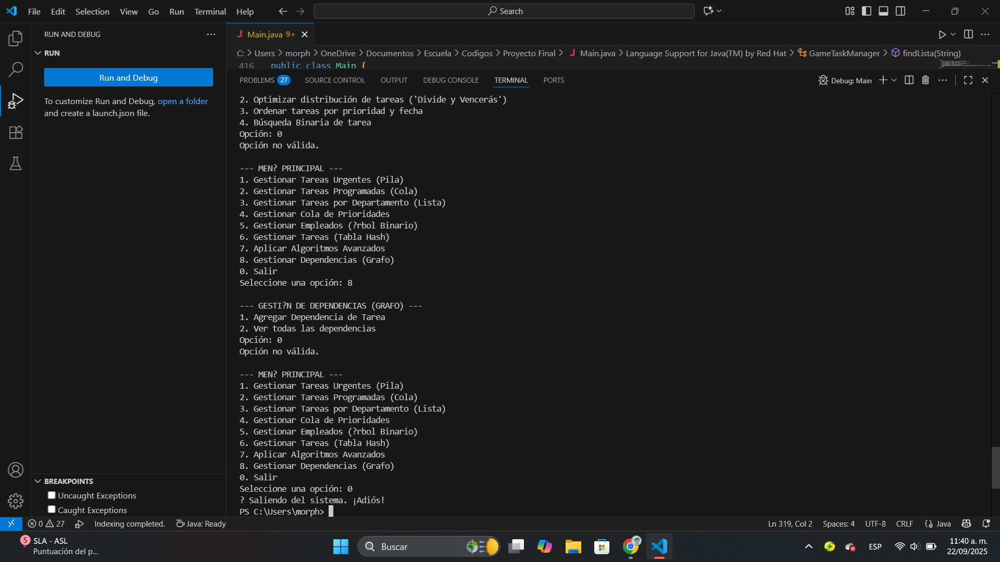 File Edit Selection View Go Run Terminal Help
Search
RUN AND DEBUG
RUN
Run and Debug
To customize Run and Debug, open a folder
and create a launch.json file.
BREAKPOINTS
Uncaught Exceptions
Caught Exceptions
Main.java 9+
C: > Users > morph > OneDrive > Documentos > Escuela > Codigos > Proyecto Final > Main.java > Language Support for Java(TM) by Red Hat > GameTaskManager > findLista(String)
416 public class Main {
PROBLEMS 27 SOURCE CONTROL OUTPUT DEBUG CONSOLE TERMINAL PORTS
Debug: Main
2. Optimizar distribución de tareas ('Divide y Vencerás')
3. Ordenar tareas por prioridad y fecha
4. Búsqueda Binaria de tarea
Opción: 0
Opción no válida.
--- MEN? PRINCIPAL ---
1. Gestionar Tareas Urgentes (Pila)
2. Gestionar Tareas Programadas (Cola)
3. Gestionar Tareas por Departamento (Lista)
4. Gestionar Cola de Prioridades
5. Gestionar Empleados (?rbol Binario)
6. Gestionar Tareas (Tabla Hash)
7. Aplicar Algoritmos Avanzados
8. Gestionar Dependencias (Grafo)
0. Salir
Seleccione una opción: 8
--- GESTI?N DE DEPENDENCIAS (GRAFO) ---
1. Agregar Dependencia de Tarea
2. Ver todas las dependencias
Opción: 0
Opción no válida.
--- MEN? PRINCIPAL ---
1. Gestionar Tareas Urgentes (Pila)
2. Gestionar Tareas Programadas (Cola)
3. Gestionar Tareas por Departamento (Lista)
4. Gestionar Cola de Prioridades
5. Gestionar Empleados (?rbol Binario)
6. Gestionar Tareas (Tabla Hash)
7. Aplicar Algoritmos Avanzados
8. Gestionar Dependencias (Grafo)
0. Salir
Seleccione una opción: 0
? Saliendo del sistema. ¡Adiós!
PS C:\Users\morph>
0 27 Indexing completed. Java: Ready
Ln 319, Col 2 Spaces: 4 UTF-8 CRLF Java
5 SLA - ASL
Puntuación del p...
Buscar
ESP
11:40 a. m.
22/09/2025